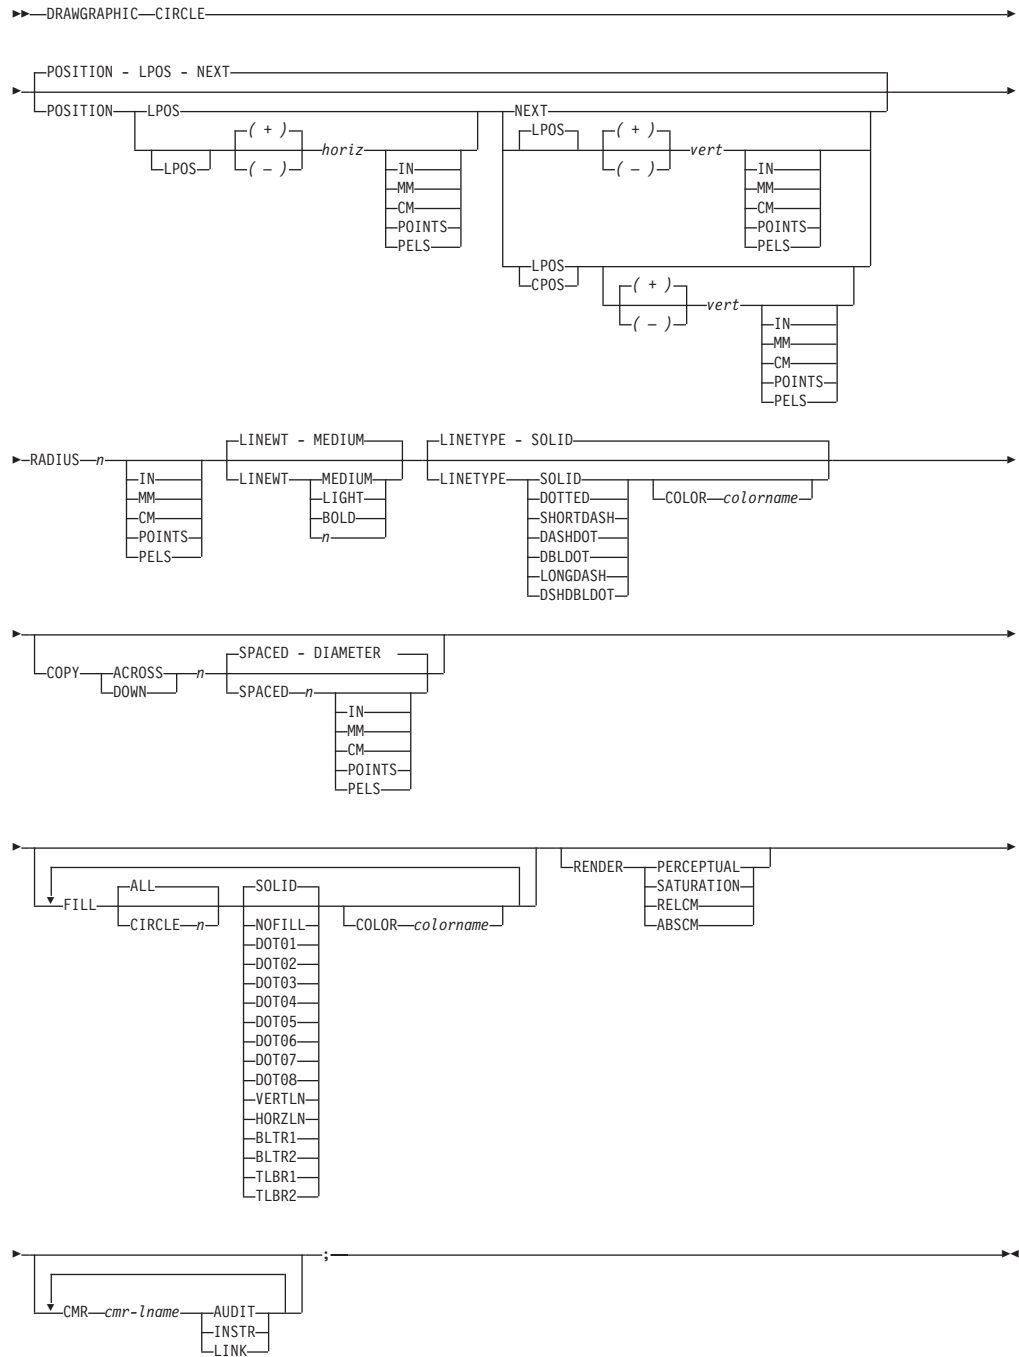 DRAWGRAPHIC CIRCLE
POSITION - LPOS - NEXT
POSITION LPOS NEXT
( + ) LPOS ( + )
LPOS ( – ) horiz IN ( – ) vert IN
MM MM
CM CM
POINTS POINTS
PELS PELS
LPOS
CPOS ( + )
( – ) vert IN
MM
CM
POINTS
PELS
LINEWT - MEDIUM LINETYPE - SOLID
RADIUS n IN LINEWT MEDIUM LINETYPE SOLID COLOR colorname
MM LIGHT DOTTED
CM BOLD SHORTDASH
POINTS n DASHDOT
PELS DBLDOT
LONGDASH
DSHDBLDOT
SPACED - DIAMETER
COPY ACROSS n SPACED n
DOWN IN
MM
CM
POINTS
PELS
RENDER PERCEPTUAL
SATURATION
RELCM
ABSCM
ALL SOLID
FILL CIRCLE n NOFILL COLOR colorname
DOT01
DOT02
DOT03
DOT04
DOT05
DOT06
DOT07
DOT08
VERTLN
HORZLN
BLTR1
BLTR2
TLBR1
TLBR2
;
CMR cmr-lname AUDIT
INSTR
LINK